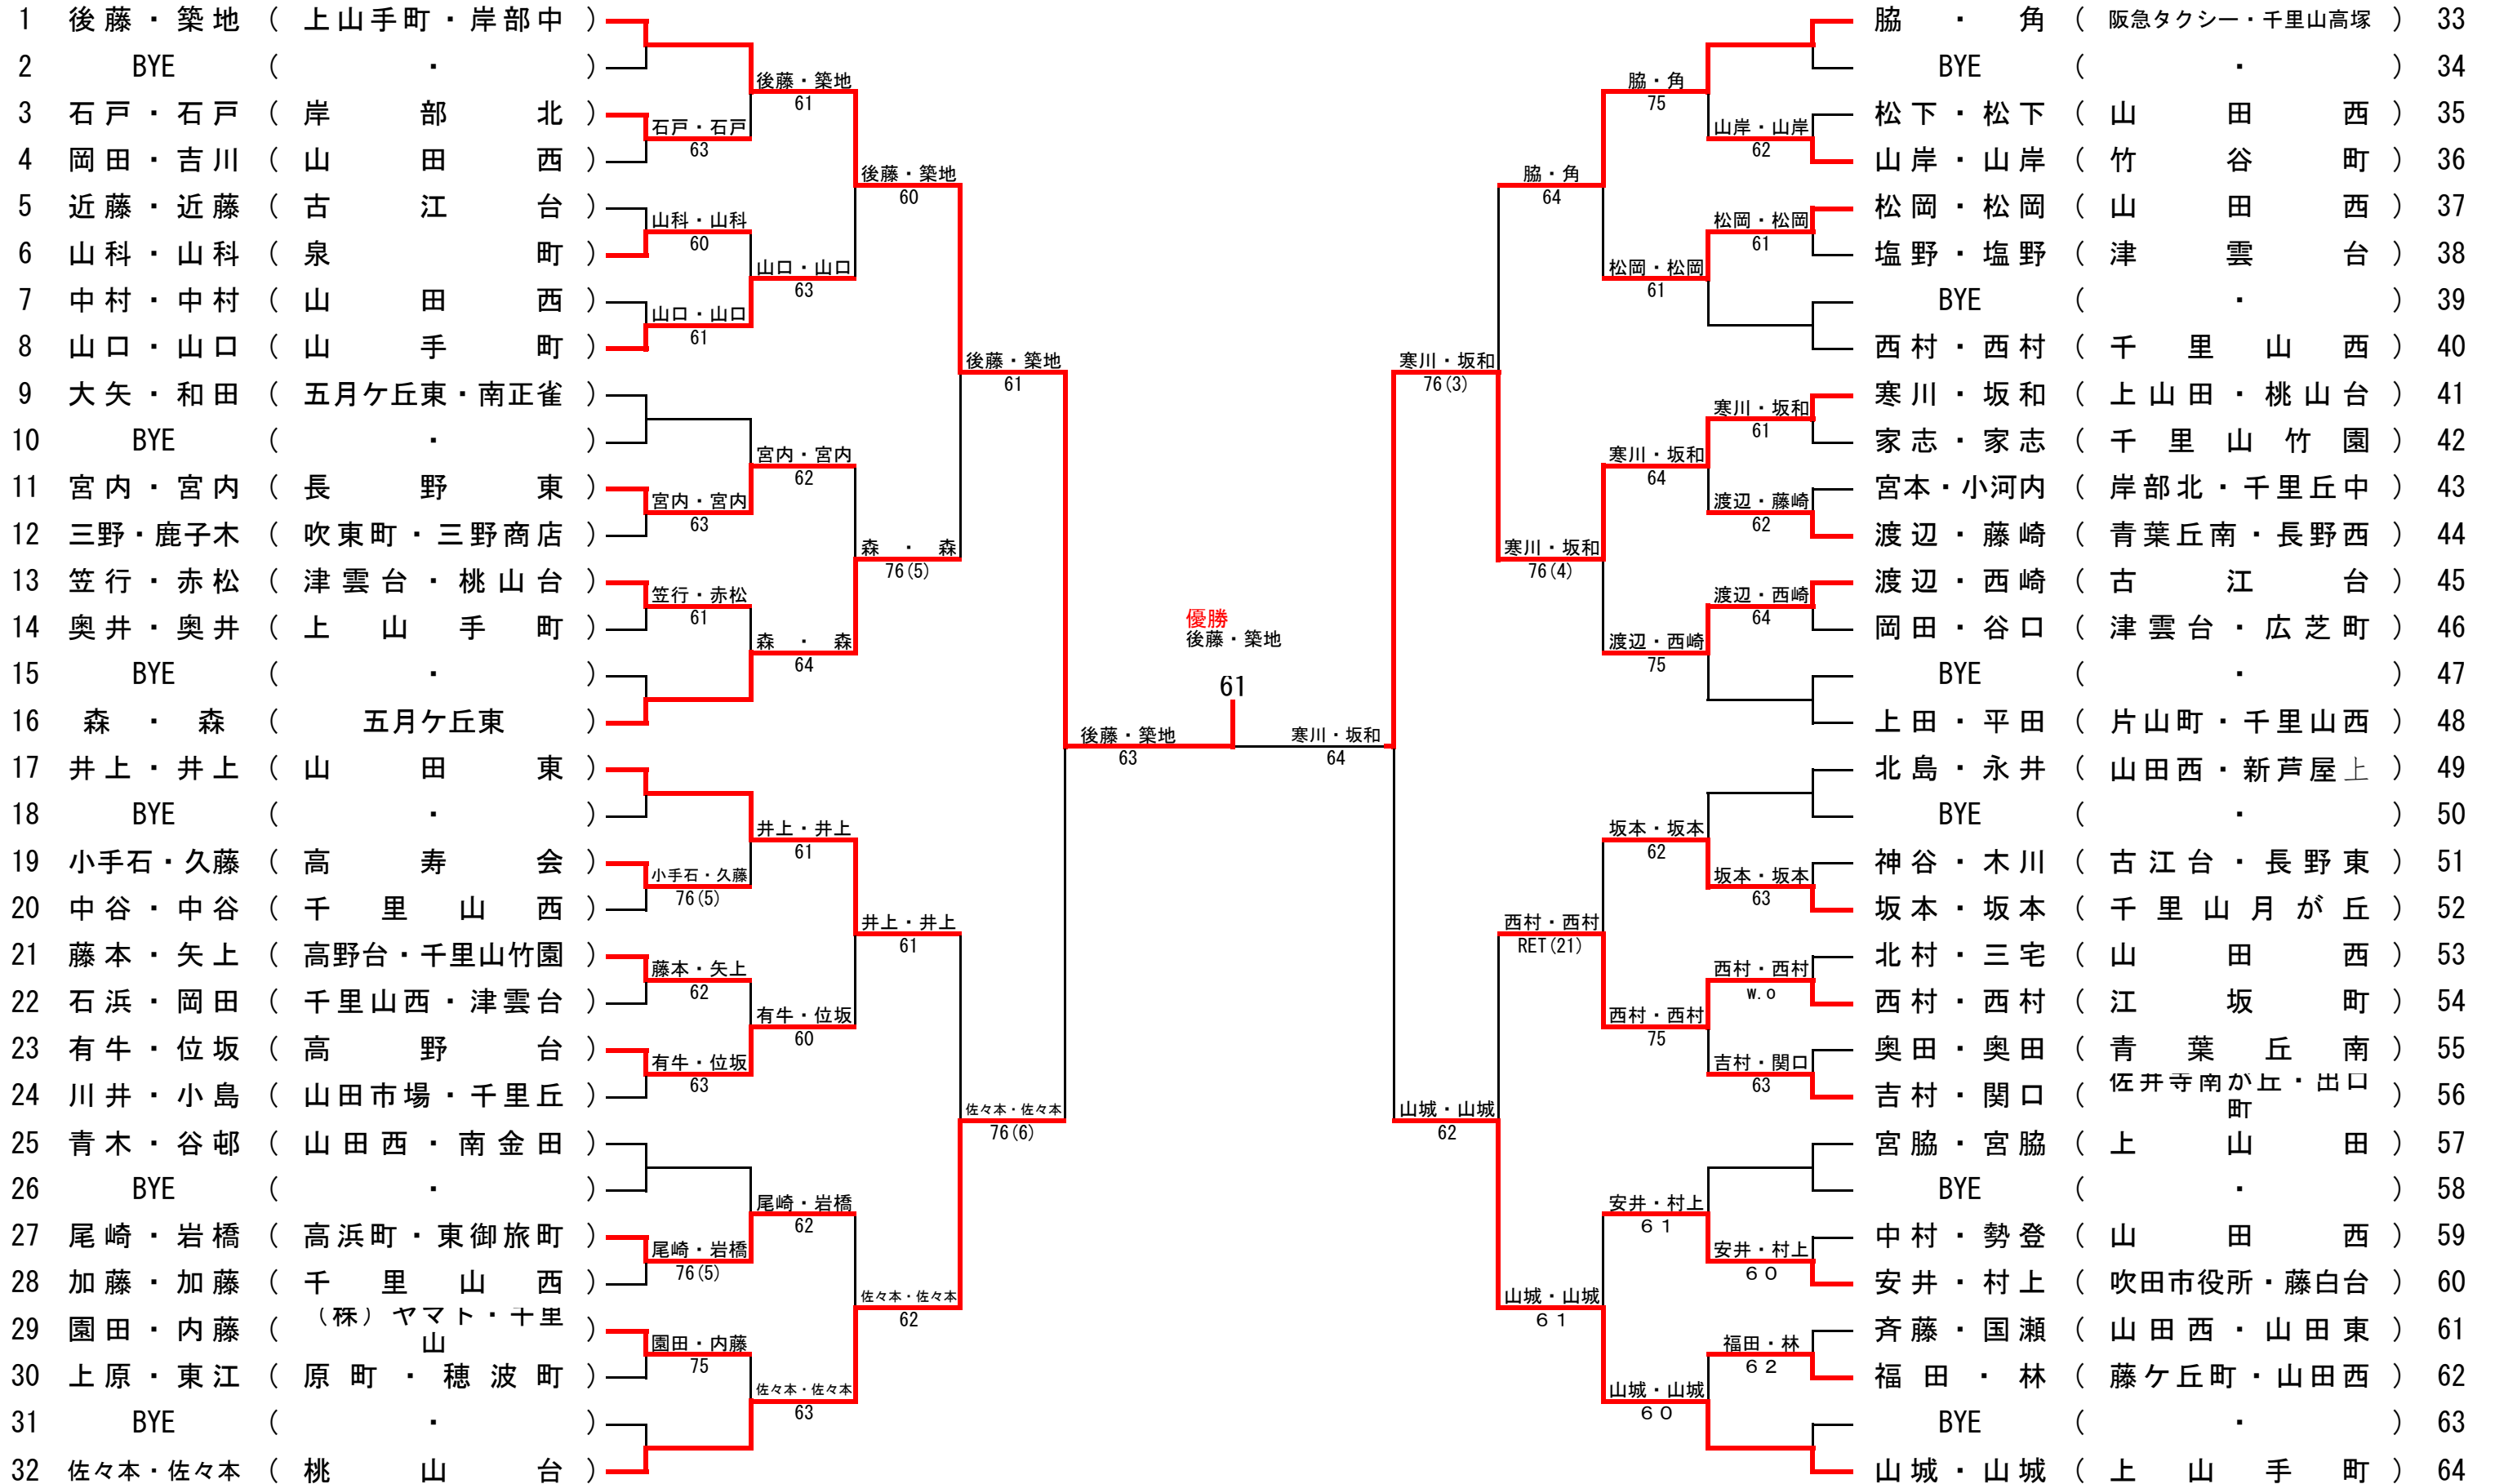 1 後藤・築地 ( 上山手町・岸部中 )
2 BYE ( ・ )
3 石戸・石戸 ( 岸部北 )
4 岡田・吉川 ( 山田西 )
5 近藤・近藤 ( 古江台 )
6 山科・山科 ( 泉町 )
7 中村・中村 ( 山田西 )
8 山口・山口 ( 山手町 )
9 大矢・和田 ( 五月ケ丘東・南正雀 )
10 BYE ( ・ )
11 宮内・宮内 ( 長野東 )
12 三野・鹿子木 ( 吹東町・三野商店 )
13 笠行・赤松 ( 津雲台・桃山台 )
14 奥井・奥井 ( 上山手町 )
15 BYE ( ・ )
16 森・森 ( 五月ケ丘東 )
17 井上・井上 ( 山田東 )
18 BYE ( ・ )
19 小手石・久藤 ( 高寿会 )
20 中谷・中谷 ( 千里山西 )
21 藤本・矢上 ( 高野台・千里山竹園 )
22 石浜・岡田 ( 千里山西・津雲台 )
23 有牛・位坂 ( 高野台 )
24 川井・小島 ( 山田市場・千里丘 )
25 青木・谷邨 ( 山田西・南金田 )
26 BYE ( ・ )
27 尾崎・岩橋 ( 高浜町・東御旅町 )
28 加藤・加藤 ( 千里山西 )
29 園田・内藤 ( (株)ヤマト・千里山 )
30 上原・東江 ( 原町・穂波町 )
31 BYE ( ・ )
32 佐々本・佐々本 ( 桃山台 )
石戸・石戸
63
山科・山科
60
山口・山口
61
宮内・宮内
63
笠行・赤松
61
小手石・久藤
76(5)
藤本・矢上
62
有牛・位坂
63
尾崎・岩橋
76(5)
園田・内藤
75
後藤・築地
61
山口・山口
63
宮内・宮内
62
森・森
64
井上・井上
61
有牛・位坂
60
尾崎・岩橋
62
佐々本・佐々本
63
後藤・築地
60
森・森
76(5)
井上・井上
61
佐々本・佐々本
62
後藤・築地
61
佐々本・佐々本
76(6)
後藤・築地
63
優勝
後藤・築地
61
寒川・坂和
64
寒川・坂和
76(3)
山城・山城
62
脇・角
64
寒川・坂和
76(4)
西村・西村
RET(21)
山城・山城
61
脇・角
75
松岡・松岡
61
寒川・坂和
64
渡辺・西崎
75
坂本・坂本
62
西村・西村
75
安井・村上
61
山城・山城
60
山岸・山岸
62
松岡・松岡
61
寒川・坂和
61
渡辺・藤崎
62
渡辺・西崎
64
坂本・坂本
63
西村・西村
W.O
吉村・関口
63
安井・村上
60
福田・林
62
脇・角 ( 阪急タクシー・千里山高塚 ) 33
BYE ( ・ ) 34
松下・松下 ( 山田西 ) 35
山岸・山岸 ( 竹谷町 ) 36
松岡・松岡 ( 山田西 ) 37
塩野・塩野 ( 津雲台 ) 38
BYE ( ・ ) 39
西村・西村 ( 千里山西 ) 40
寒川・坂和 ( 上山田・桃山台 ) 41
家志・家志 ( 千里山竹園 ) 42
宮本・小河内 ( 岸部北・千里丘中 ) 43
渡辺・藤崎 ( 青葉丘南・長野西 ) 44
渡辺・西崎 ( 古江台 ) 45
岡田・谷口 ( 津雲台・広芝町 ) 46
BYE ( ・ ) 47
上田・平田 ( 片山町・千里山西 ) 48
北島・永井 ( 山田西・新芦屋上 ) 49
BYE ( ・ ) 50
神谷・木川 ( 古江台・長野東 ) 51
坂本・坂本 ( 千里山月が丘 ) 52
北村・三宅 ( 山田西 ) 53
西村・西村 ( 江坂町 ) 54
奥田・奥田 ( 青葉丘南 ) 55
吉村・関口 ( 佐井寺南が丘・出口町 ) 56
宮脇・宮脇 ( 上山田 ) 57
BYE ( ・ ) 58
中村・勢登 ( 山田西 ) 59
安井・村上 ( 吹田市役所・藤白台 ) 60
斉藤・国瀬 ( 山田西・山田東 ) 61
福田・林 ( 藤ケ丘町・山田西 ) 62
BYE ( ・ ) 63
山城・山城 ( 上山手町 ) 64